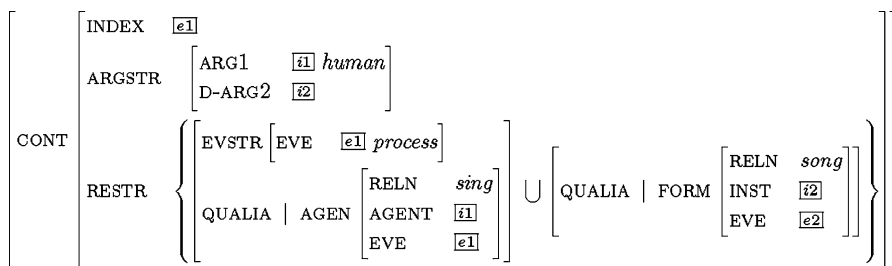 INDEX e1
ARGSTR
ARG1 i1 human
D-ARG2 i2
CONT
RESTR
EVSTR EVE e1 process
QUALIA | AGEN
RELN sing
AGENT i1
EVE e1
∪
QUALIA | FORM
RELN song
INST i2
EVE e2